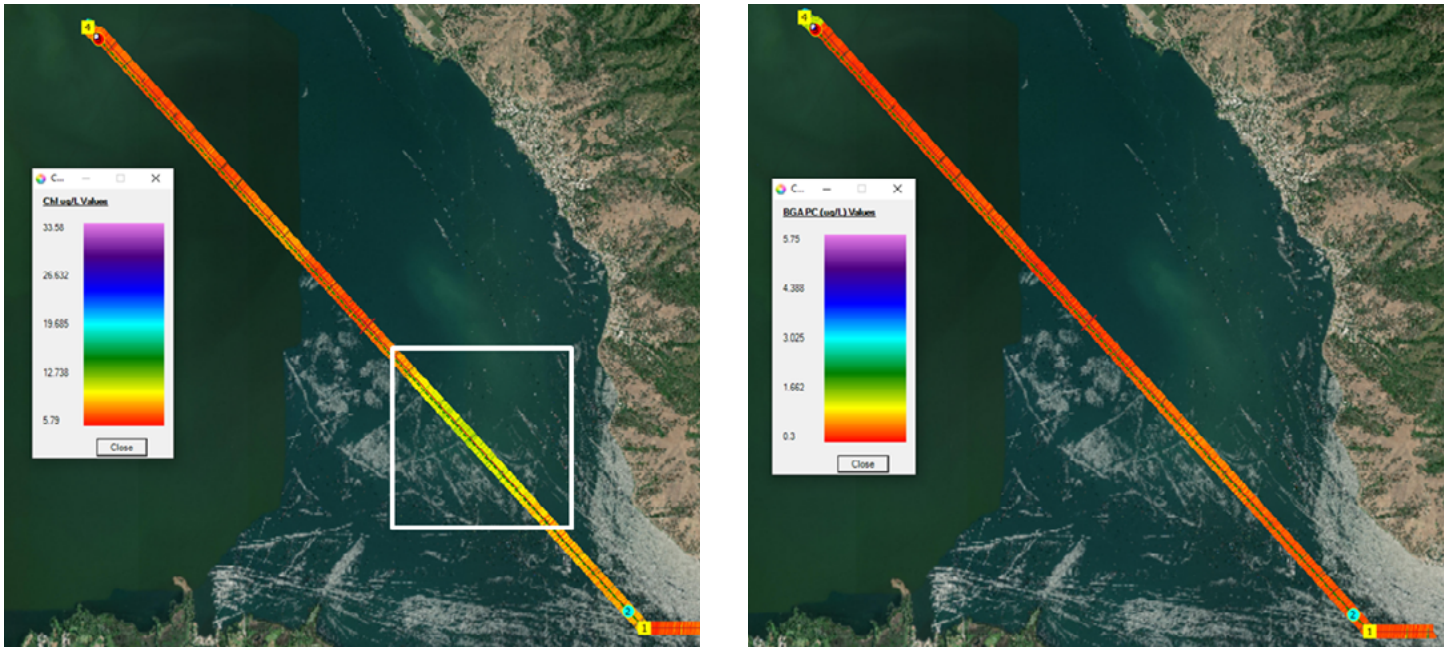 4
C...
Chl ug/L Values
33.58
26.632
19.685
12.738
5.79
Close
2
1
4
C...
BGA PC (ug/L) Values
5.75
4.388
3.025
1.662
0.3
Close
2
1